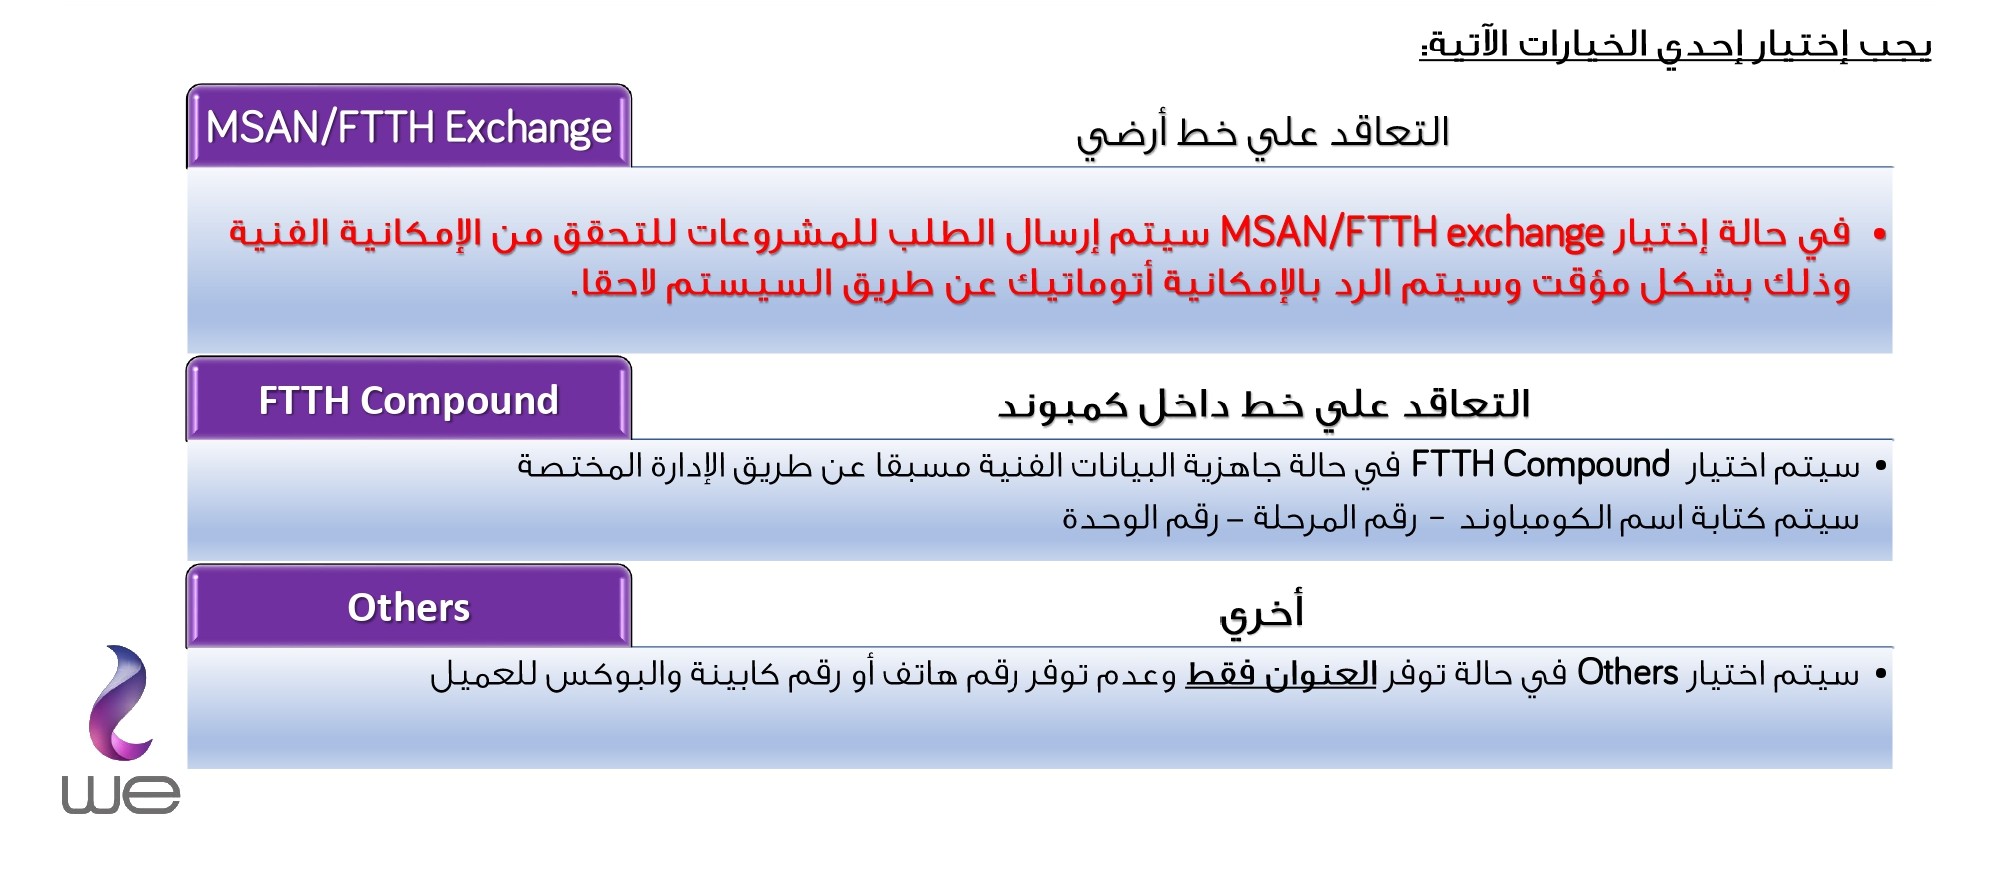 يجب إختيار إحدي الخيارات الآتية:
MSAN/FTTH Exchange
التعاقد علي خط أرضي
• في حالة إختيار MSAN/FTTH exchange سيتم إرسال الطلب للمشروعات للتحقق من الإمكانية الفنية
وذلك بشكل مؤقت وسيتم الرد بالإمكانية أتوماتيك عن طريق السيستم لاحقا.
FTTH Compound
التعاقد علي خط داخل كمبوند
• سيتم اختيار FTTH Compound في حالة جاهزية البيانات الفنية مسبقا عن طريق الإدارة المختصة
سيتم كتابة اسم الكومباوند - رقم المرحلة – رقم الوحدة
Others
أخري
• سيتم اختيار Others في حالة توفر العنوان فقط وعدم توفر رقم هاتف أو رقم كابينة والبوكس للعميل
we